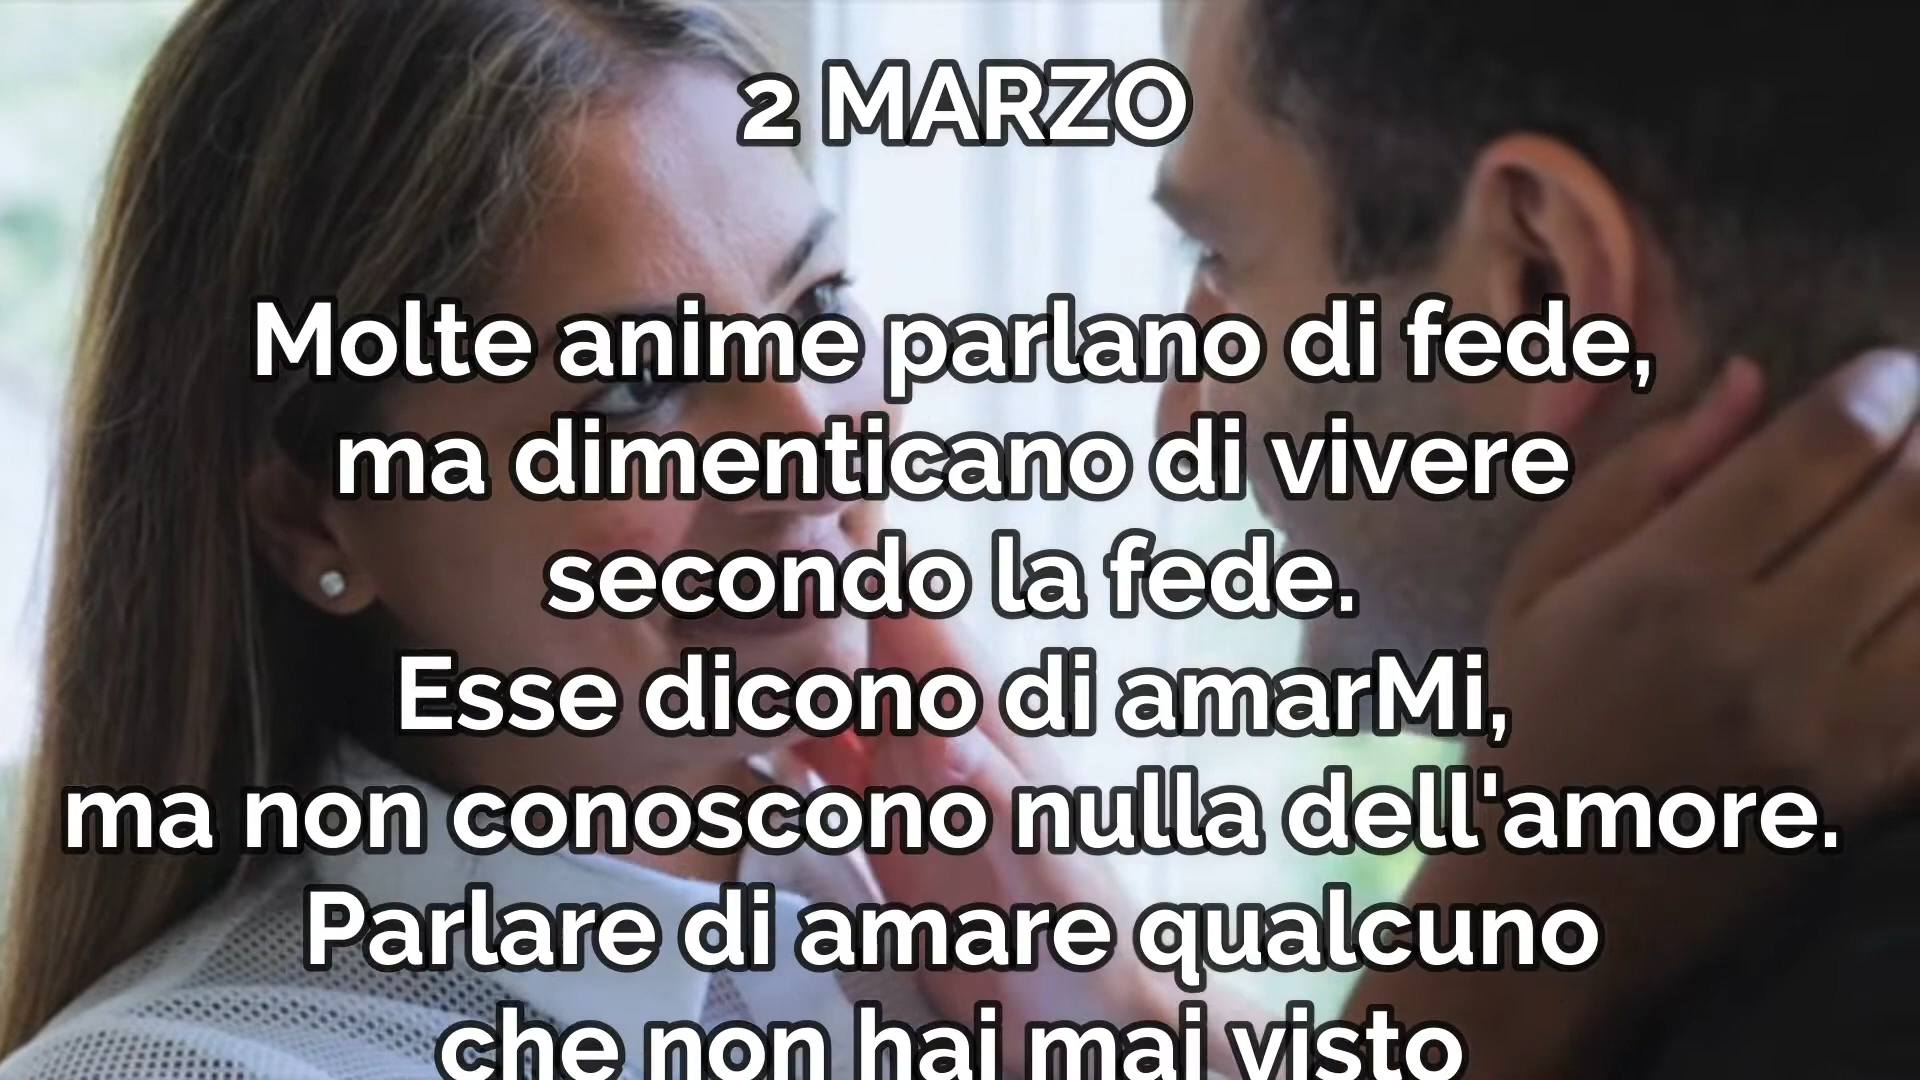 2 MARZO
Molte anime parlano di fede,
ma dimenticano di vivere
secondo la fede.
Esse dicono di amarMi,
ma non conoscono nulla dell'amore.
Parlare di amare qualcuno
che non hai mai visto